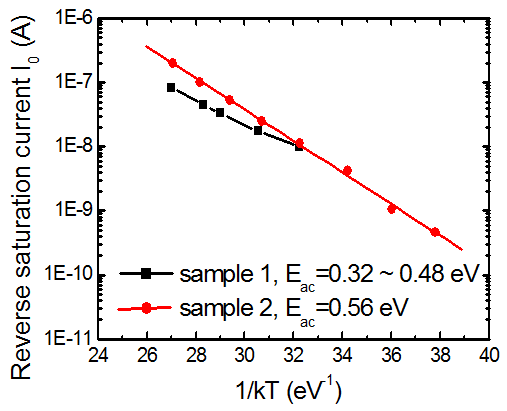 Reverse saturation current I0 (A)
1E-6
1E-7
1E-8
1E-9
1E-10
1E-11
sample 1, Eac=0.32 ~ 0.48 eV
sample 2, Eac=0.56 eV
24 26 28 30 32 34 36 38 40
1/kT (eV-1)